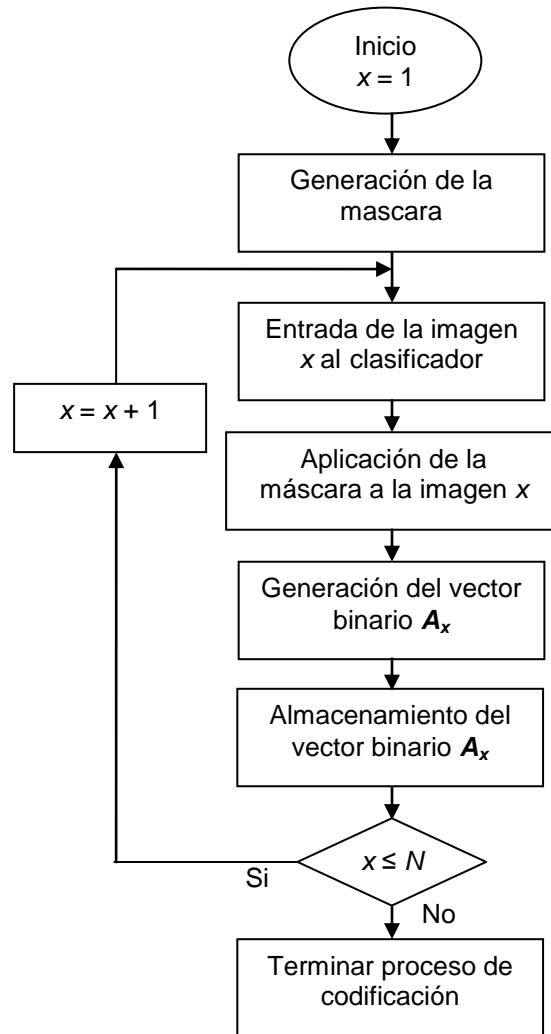 Inicio
x = 1
Generación de la
mascara
Entrada de la imagen
x al clasificador
x = x + 1
Aplicación de la
máscara a la imagen x
Generación del vector
binario Ax
Almacenamiento del
vector binario Ax
x ≤ N
Si
No
Terminar proceso de
codificación